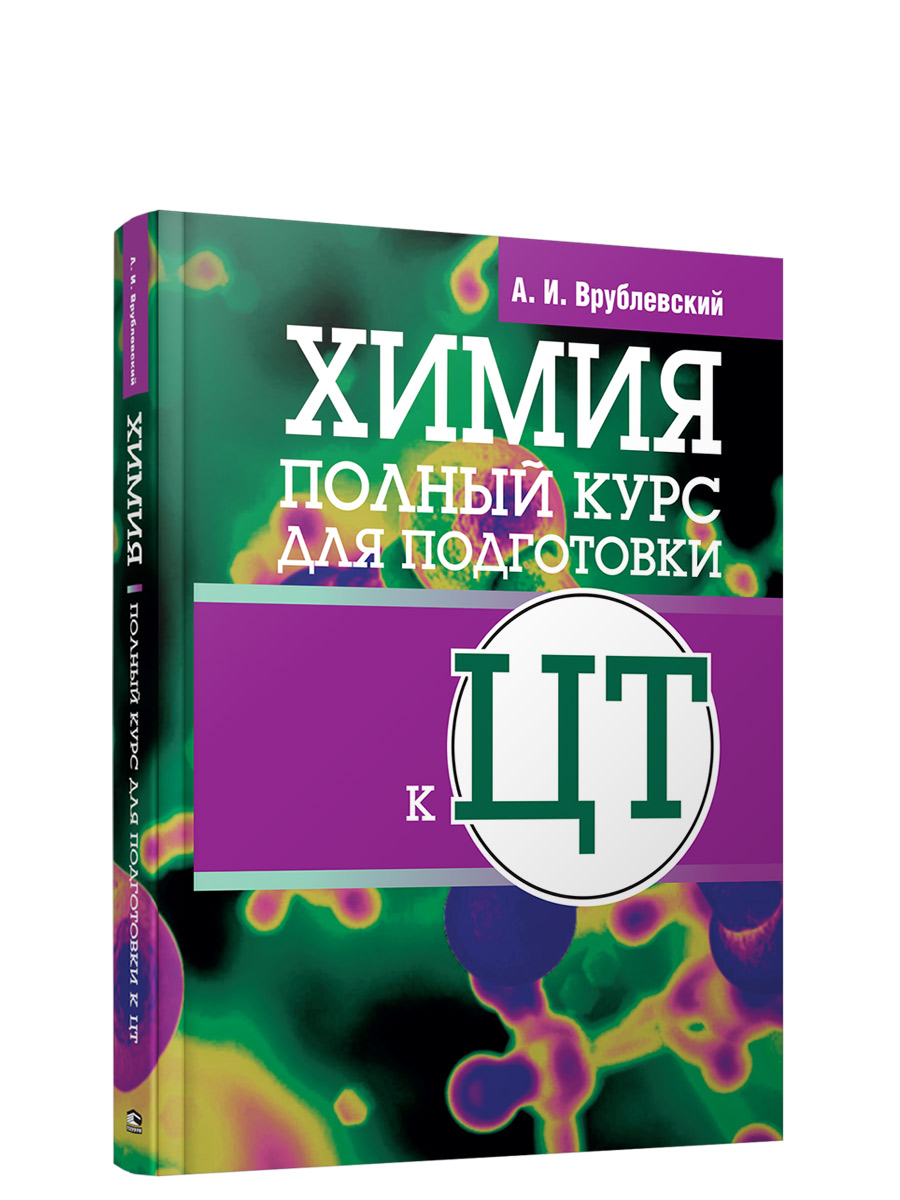 А. И. Врублевский
ХИМИЯ
ПОЛНЫЙ КУРС
ДЛЯ ПОДГОТОВКИ
к ЦТ
А. И. Врублевский
ХИМИЯ
ПОЛНЫЙ КУРС ДЛЯ ПОДГОТОВКИ К ЦТ